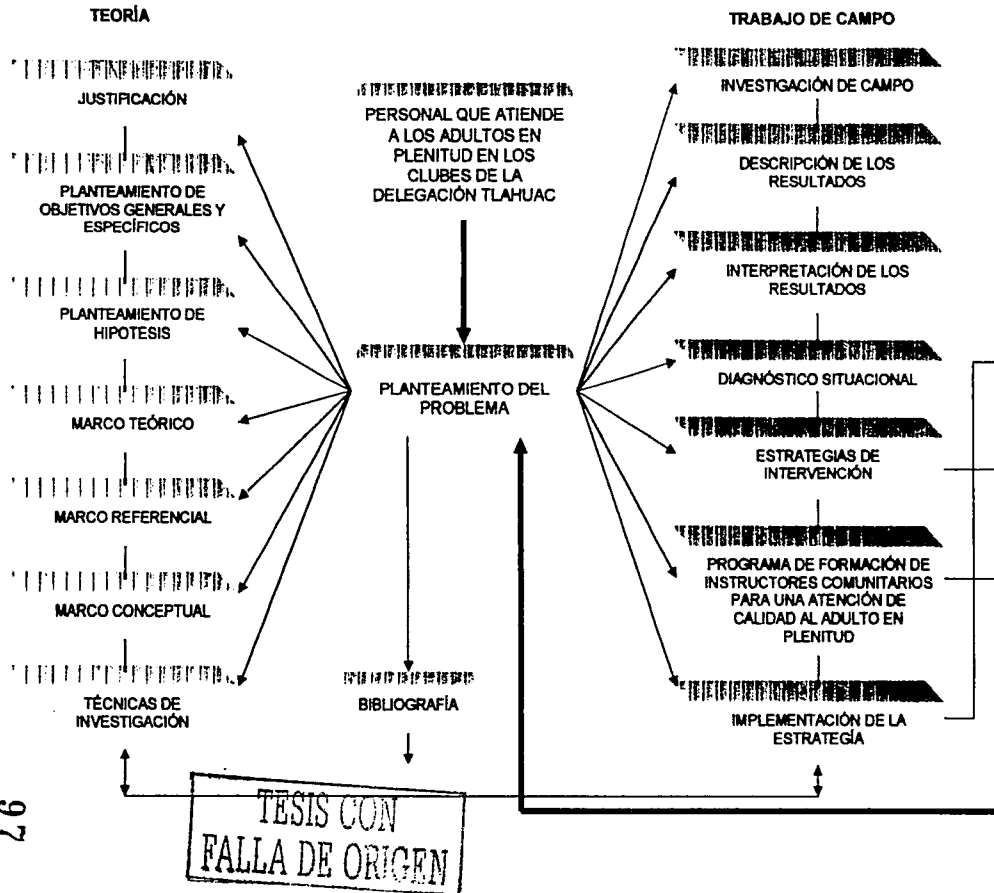 TEORÍA
JUSTIFICACIÓN
PLANTEAMIENTO DE
OBJETIVOS GENERALES Y
ESPECÍFICOS
PLANTEAMIENTO DE
HIPOTESIS
MARCO TEÓRICO
MARCO REFERENCIAL
MARCO CONCEPTUAL
TÉCNICAS DE
INVESTIGACIÓN
PERSONAL QUE ATIENDE
A LOS ADULTOS EN
PLENITUD EN LOS
CLUBES DE LA
DELEGACIÓN TLAHUAC
PLANTEAMIENTO DEL
PROBLEMA
BIBLIOGRAFÍA
TRABAJO DE CAMPO
INVESTIGACIÓN DE CAMPO
DESCRIPCIÓN DE LOS
RESULTADOS
INTERPRETACIÓN DE LOS
RESULTADOS
DIAGNÓSTICO SITUACIONAL
ESTRATEGIAS DE
INTERVENCIÓN
PROGRAMA DE FORMACIÓN DE
INSTRUCTORES COMUNITARIOS
PARA UNA ATENCIÓN DE
CALIDAD AL ADULTO EN
PLENITUD
IMPLEMENTACIÓN DE LA
ESTRATEGÍA
TESIS CON
FALLA DE ORIGEN
97